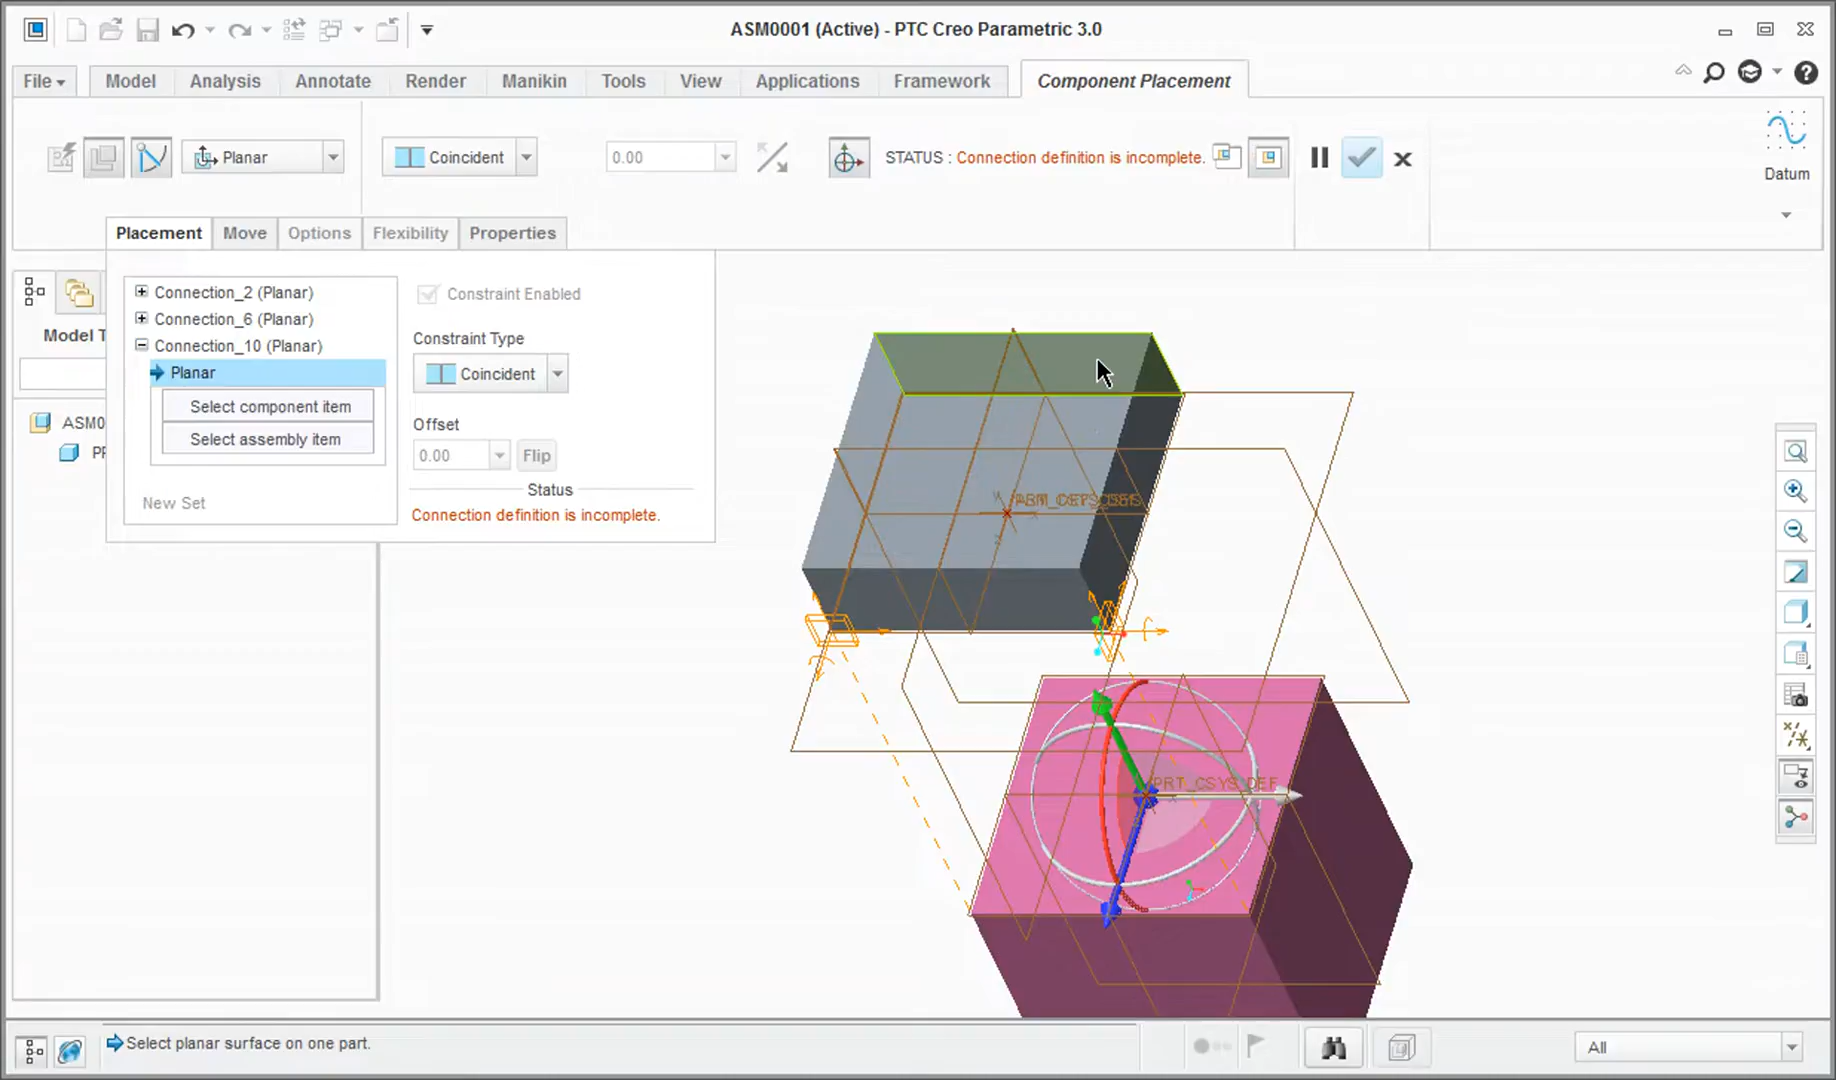 ASM0001 (Active) - PTC Creo Parametric 3.0
File Model Analysis Annotate Render Manikin Tools View Applications Framework Component Placement
Planar Coincident 0.00 STATUS : Connection definition is incomplete. Datum
Placement Move Options Flexibility Properties
Connection_2 (Planar)
Connection_6 (Planar)
Connection_10 (Planar)
Planar
Select component item
Select assembly item
New Set
Constraint Enabled
Constraint Type
Coincident
Offset
0.00 Flip
Status
Connection definition is incomplete.
Model T
ASM0
PR
PRT_CSYS_DEF
Select planar surface on one part.
All